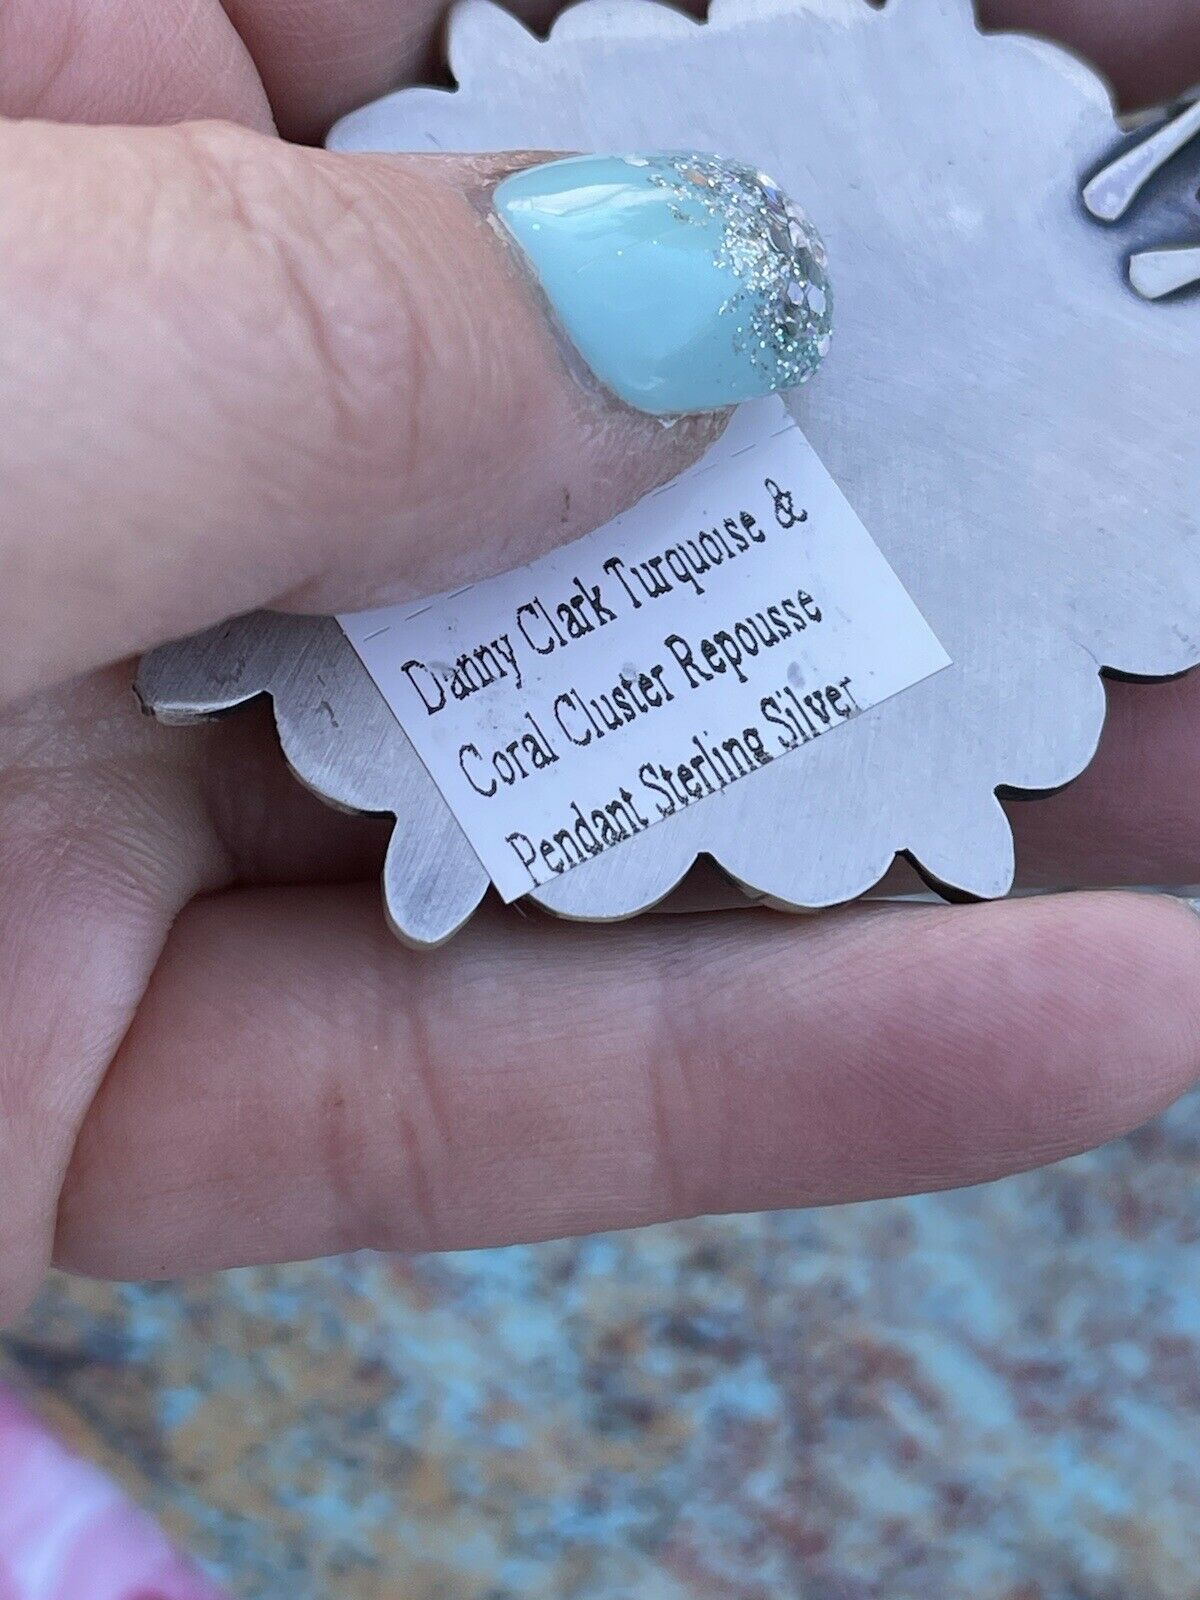 Danny Clark Turquoise &
Coral Cluster Repousse
Pendant Sterling Silver